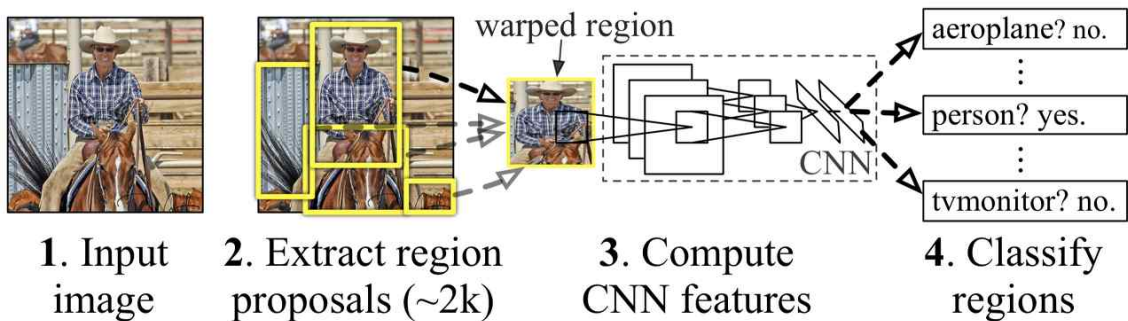 warped region
aeroplane? no.
⋮
person? yes.
CNN
⋮
tvmonitor? no.
1. Input
image
2. Extract region
proposals (~2k)
3. Compute
CNN features
4. Classify
regions